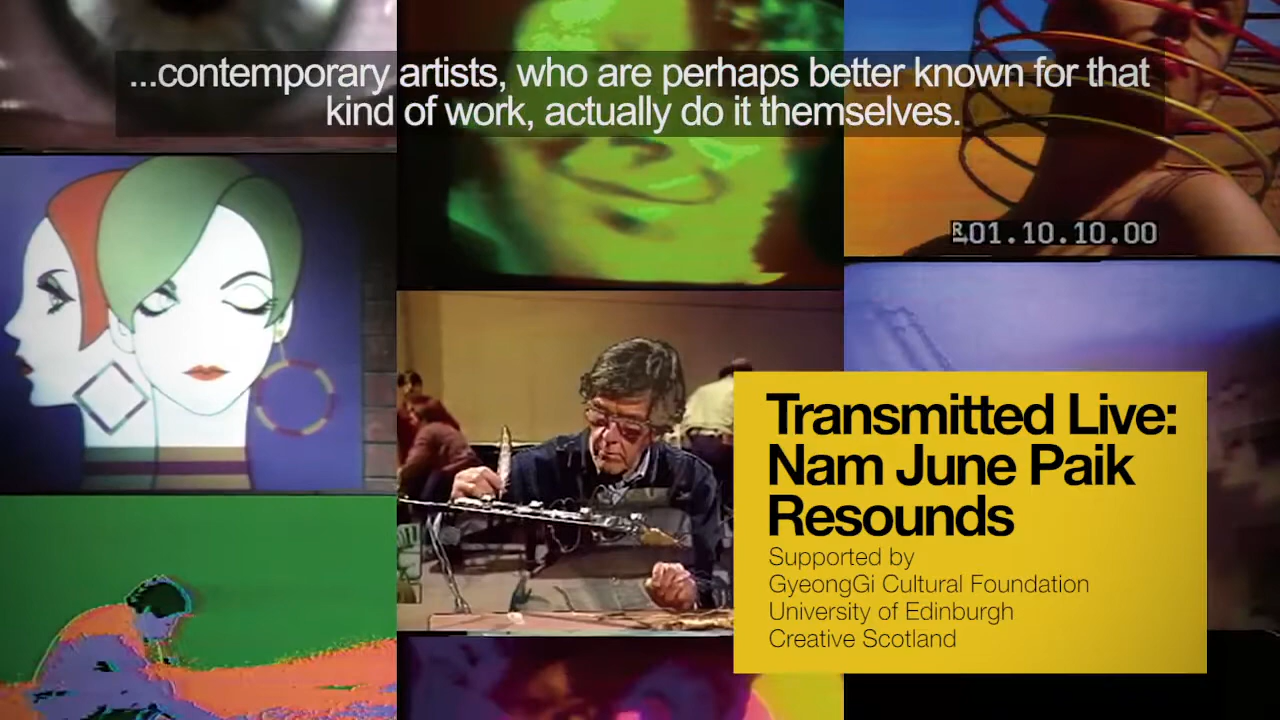 ...contemporary artists, who are perhaps better known for that
kind of work, actually do it themselves.
R01.10.10.00
Transmitted Live:
Nam June Paik
Resounds
Supported by
GyeongGi Cultural Foundation
University of Edinburgh
Creative Scotland